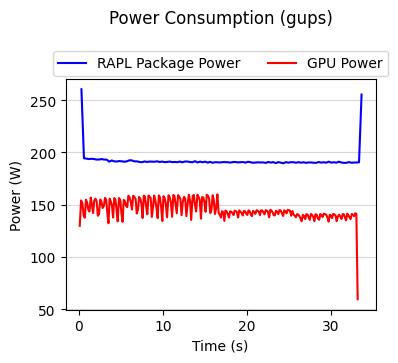 Power Consumption (gups)
RAPL Package Power GPU Power
250
200
150
100
50
Power (W)
0 10 20 30
Time (s)